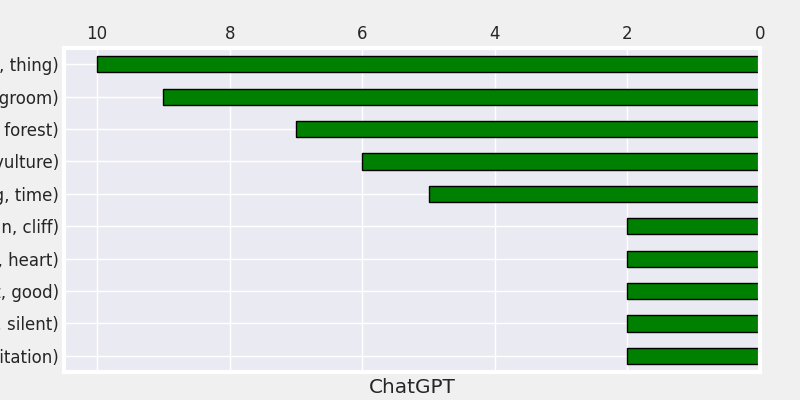 10 8 6 4 2 0
, thing)
groom)
forest)
vulture)
g, time)
n, cliff)
, heart)
, good)
silent)
itation)
ChatGPT